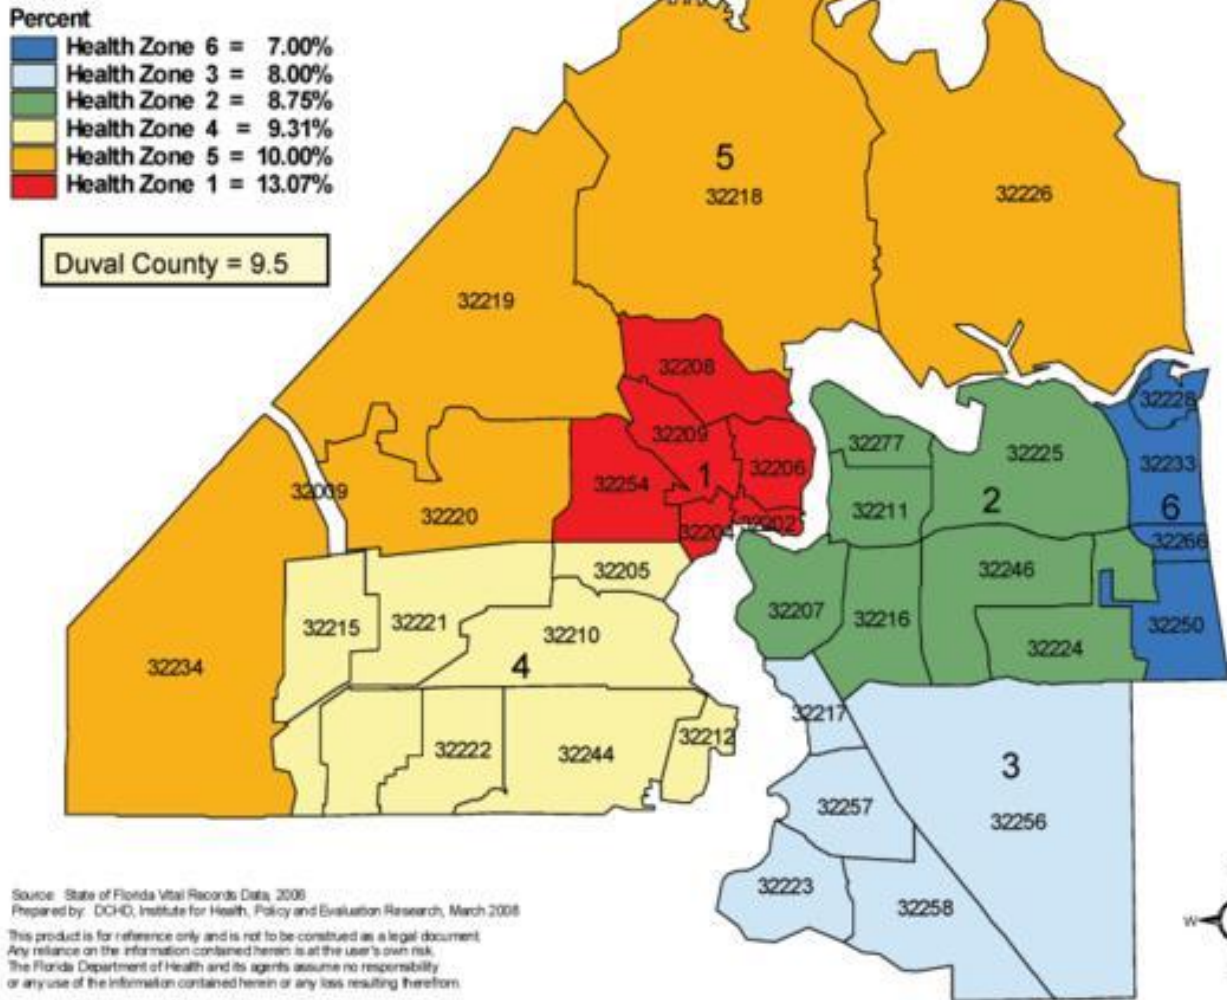 Percent
Health Zone 6 = 7.00%
Health Zone 3 = 8.00%
Health Zone 2 = 8.75%
Health Zone 4 = 9.31%
Health Zone 5 = 10.00%
Health Zone 1 = 13.07%
Duval County = 9.5
5
32218
32226
32219
32208
32228
32209
32277
32225
32233
32254
1
32206
32009
32220
32211
2
6
32204
32202
32266
32205
32246
32207
32216
32215
32221
32210
32250
32224
4
32234
32217
32212
32222
32244
3
32257
32256
32223
32258
W
Source: State of Florida Vital Records Data, 2006
Prepared by: DCHD, Institute for Health, Policy and Evaluation Research, March 2008
This product is for reference only and is not to be construed as a legal document.
Any reliance on the information contained herein is at the user's own risk.
The Florida Department of Health and its agents assume no responsibility
or any use of the information contained herein or any loss resulting therefrom.